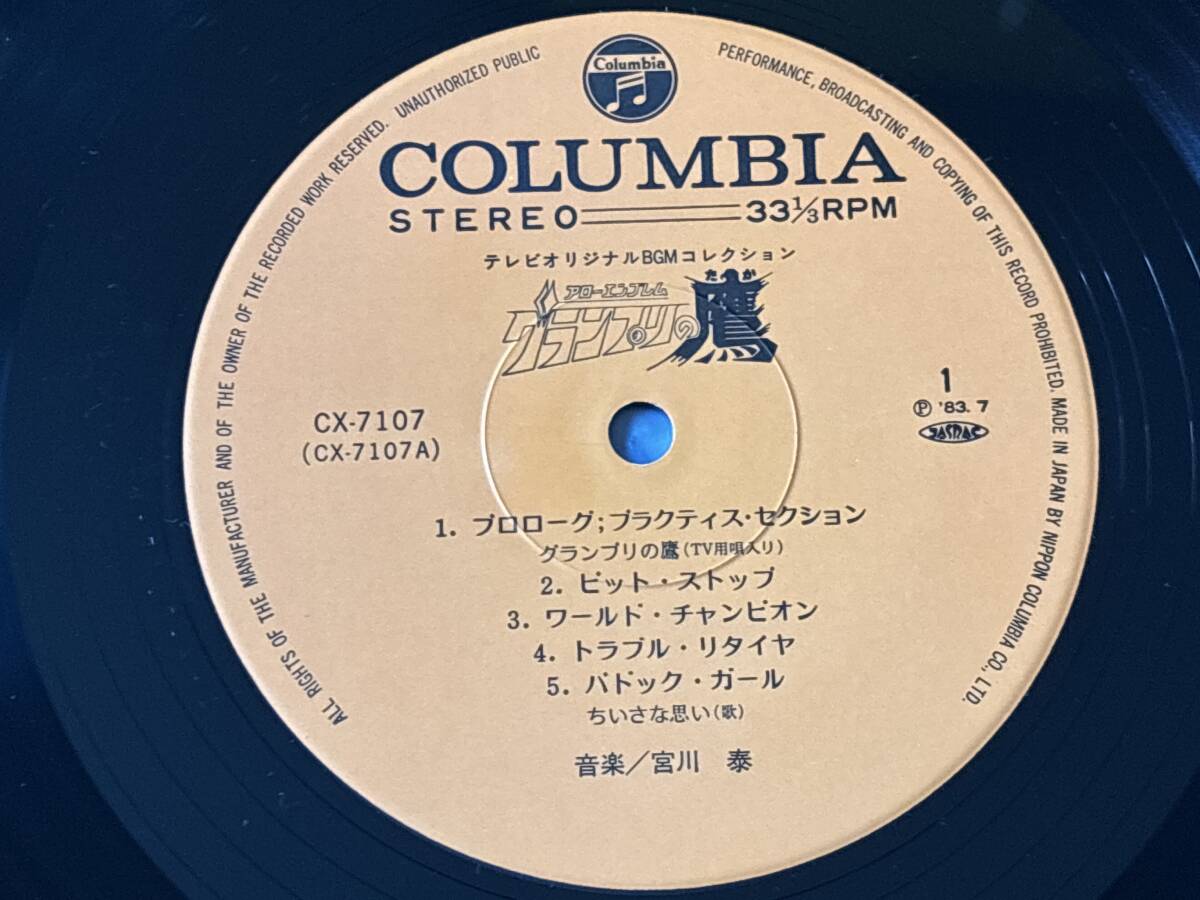 Columbia
COLUMBIA
STEREO 33 1/3 RPM
テレビオリジナルBGMコレクション
アローエンブレム
グランプリの鷹
たか
CX-7107
(CX-7107A)
1
Ⓟ '83. 7
JASRAC
1. プロローグ;プラクティス・セクション
グランプリの鷹(TV用唄入り)
2. ピット・ストップ
3. ワールド・チャンピオン
4. トラブル・リタイヤ
5. パドック・ガール
ちいさな思い(歌)
音楽/宮川 泰
ALL RIGHTS OF THE MANUFACTURER AND OF THE OWNER OF THE RECORDED WORK RESERVED. UNAUTHORIZED PUBLIC PERFORMANCE, BROADCASTING AND COPYING OF THIS RECORD PROHIBITED. MADE IN JAPAN BY NIPPON COLUMBIA CO., LTD.